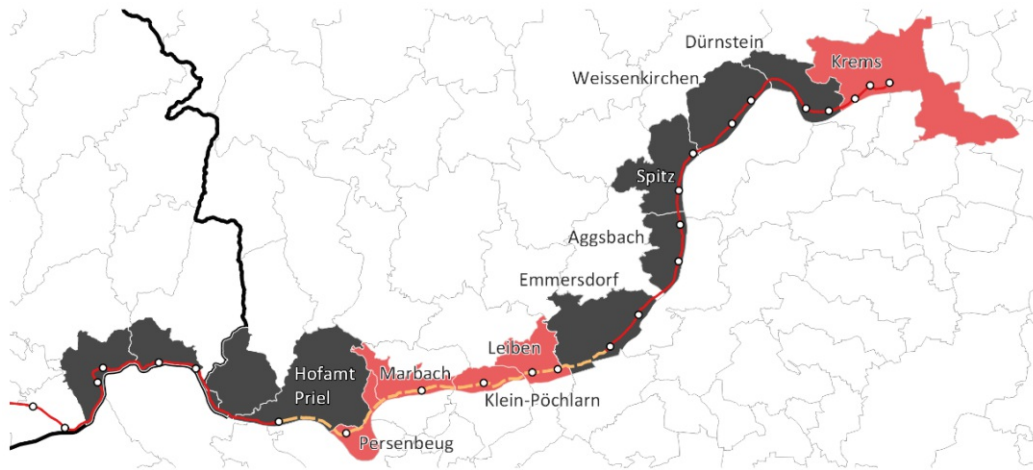 Dürnstein
Krems
Weissenkirchen
Spitz
Aggsbach
Emmersdorf
Leiben
Marbach
Hofamt
Priel
Klein-Pöchlarn
Persenbeug